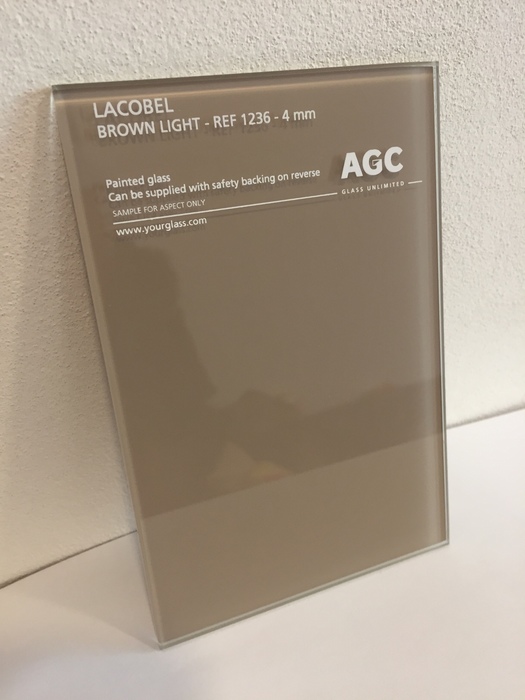 LACOBEL
BROWN LIGHT - REF 1236 - 4 mm
Painted glass
Can be supplied with safety backing on reverse
SAMPLE FOR ASPECT ONLY
www.yourglass.com
AGC
GLASS UNLIMITED